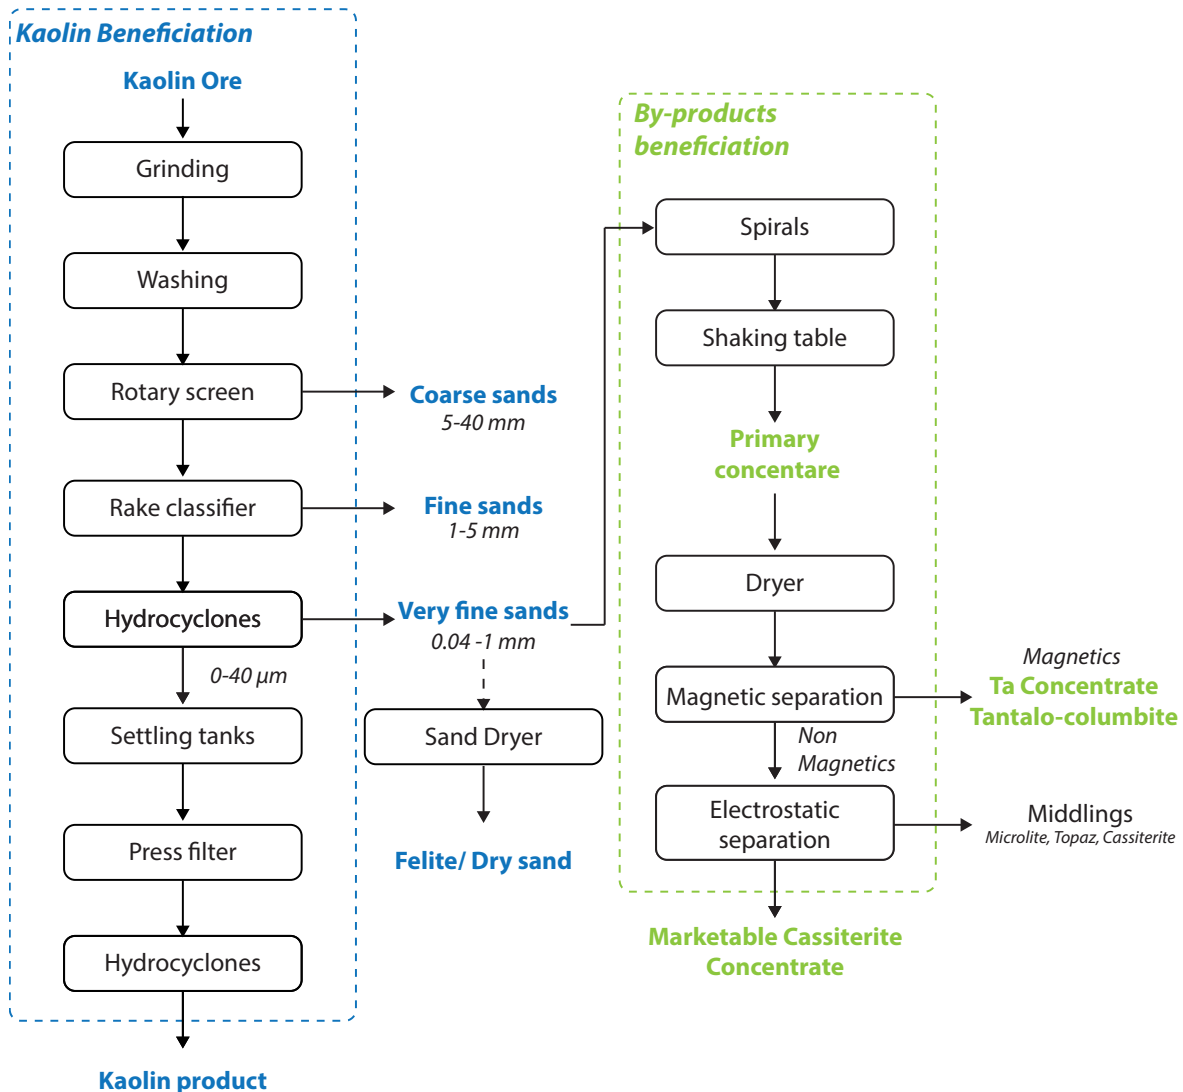 Kaolin Beneficiation
Kaolin Ore
Grinding
Washing
Rotary screen
Coarse sands
5-40 mm
Rake classifier
Fine sands
1-5 mm
Hydrocyclones
Very fine sands
0.04 -1 mm
0-40 µm
Settling tanks
Sand Dryer
Press filter
Felite/ Dry sand
Hydrocyclones
Kaolin product
By-products
beneficiation
Spirals
Shaking table
Primary
concentare
Dryer
Magnetic separation
Magnetics
Ta Concentrate
Tantalo-columbite
Non
Magnetics
Electrostatic
separation
Middlings
Microlite, Topaz, Cassiterite
Marketable Cassiterite
Concentrate